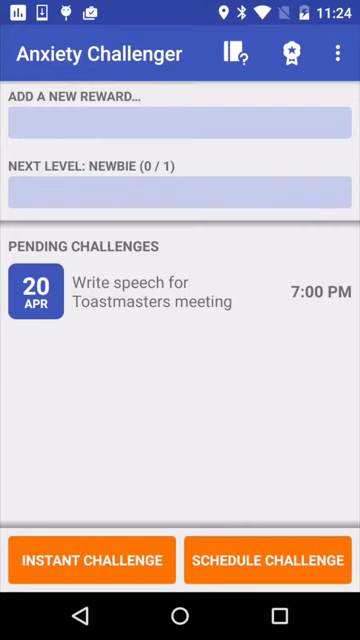 11:24
Anxiety Challenger
?
ADD A NEW REWARD...
NEXT LEVEL: NEWBIE (0 / 1)
PENDING CHALLENGES
20
APR
Write speech for
Toastmasters meeting
7:00 PM
INSTANT CHALLENGE
SCHEDULE CHALLENGE